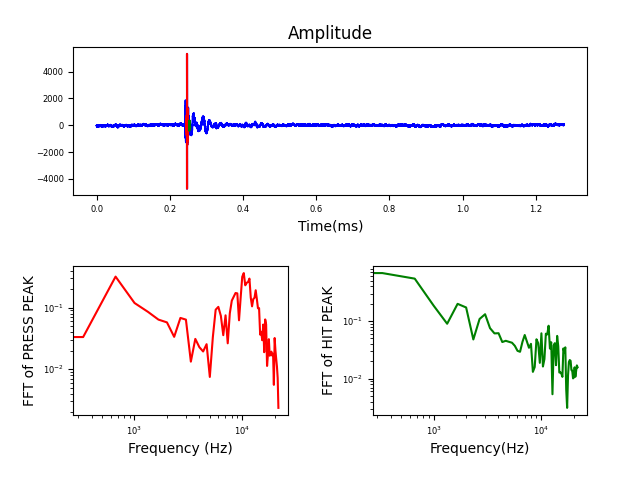 Amplitude
4000
2000
0
−2000
−4000
0.0 0.2 0.4 0.6 0.8 1.0 1.2
Time(ms)
FFT of PRESS PEAK
10⁻¹
10⁻²
10³ 10⁴
Frequency (Hz)
FFT of HIT PEAK
10⁻¹
10⁻²
10³ 10⁴
Frequency(Hz)